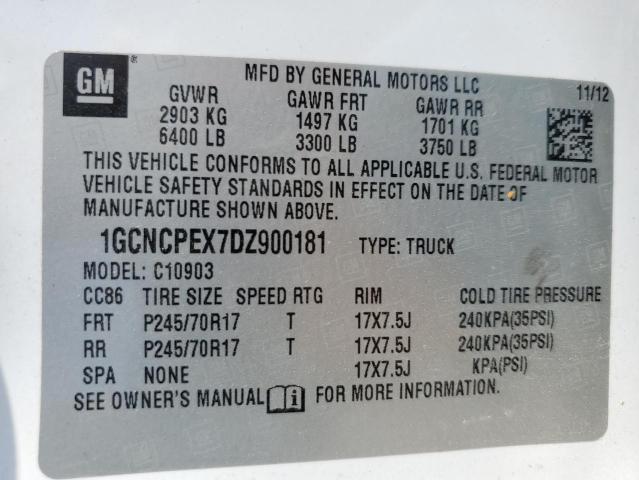 GM
MFD BY GENERAL MOTORS LLC
11/12
GVWR GAWR FRT GAWR RR
2903 KG 1497 KG 1701 KG
6400 LB 3300 LB 3750 LB
THIS VEHICLE CONFORMS TO ALL APPLICABLE U.S. FEDERAL MOTOR
VEHICLE SAFETY STANDARDS IN EFFECT ON THE DATE OF
MANUFACTURE SHOWN ABOVE.
1GCNCPEX7DZ900181 TYPE: TRUCK
MODEL: C10903
CC86 TIRE SIZE SPEED RTG RIM COLD TIRE PRESSURE
FRT P245/70R17 T 17X7.5J 240KPA(35PSI)
RR P245/70R17 T 17X7.5J 240KPA(35PSI)
SPA NONE 17X7.5J KPA(PSI)
SEE OWNER'S MANUAL i FOR MORE INFORMATION.